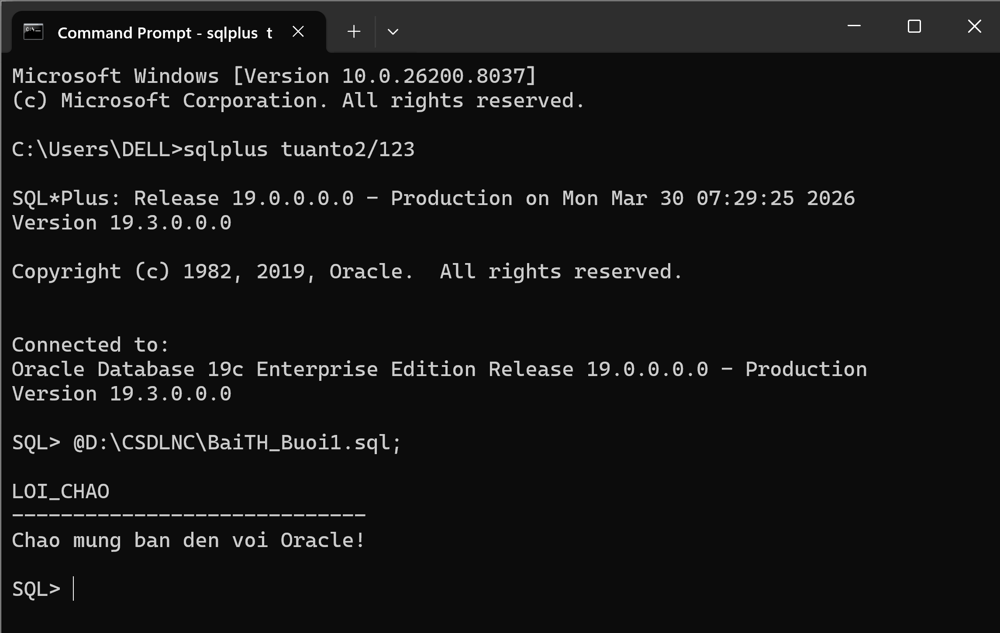 Command Prompt - sqlplus  t
Microsoft Windows [Version 10.0.26200.8037]
(c) Microsoft Corporation. All rights reserved.
C:\Users\DELL>sqlplus tuanto2/123
SQL*Plus: Release 19.0.0.0.0 - Production on Mon Mar 30 07:29:25 2026
Version 19.3.0.0.0
Copyright (c) 1982, 2019, Oracle.  All rights reserved.
Connected to:
Oracle Database 19c Enterprise Edition Release 19.0.0.0.0 - Production
Version 19.3.0.0.0
SQL> @D:\CSDLNC\BaiTH_Buoi1.sql;
LOI_CHAO
-----------------------------
Chao mung ban den voi Oracle!
SQL>